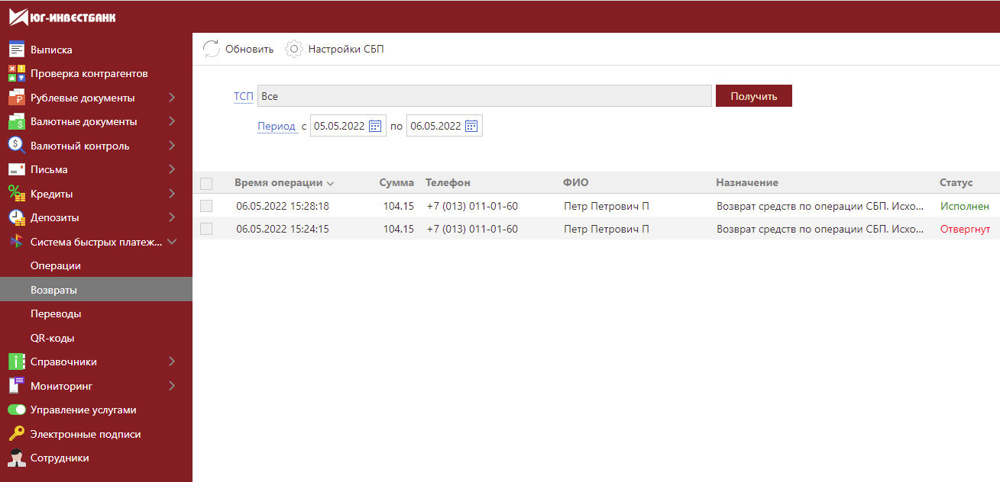 ЮГ-ИНВЕСТБАНК
Выписка
Проверка контрагентов
Рублевые документы
Валютные документы
Валютный контроль
Письма
Кредиты
Депозиты
Система быстрых платеж...
Операции
Возвраты
Переводы
QR-коды
Справочники
Мониторинг
Управление услугами
Электронные подписи
Сотрудники
Обновить Настройки СБП
ТСП Все Получить
Период с 05.05.2022 по 06.05.2022
Время операции Сумма Телефон ФИО Назначение Статус
06.05.2022 15:28:18 104.15 +7 (013) 011-01-60 Петр Петрович П Возврат средств по операции СБП. Исхо... Исполнен
06.05.2022 15:24:15 104.15 +7 (013) 011-01-60 Петр Петрович П Возврат средств по операции СБП. Исхо... Отвергнут